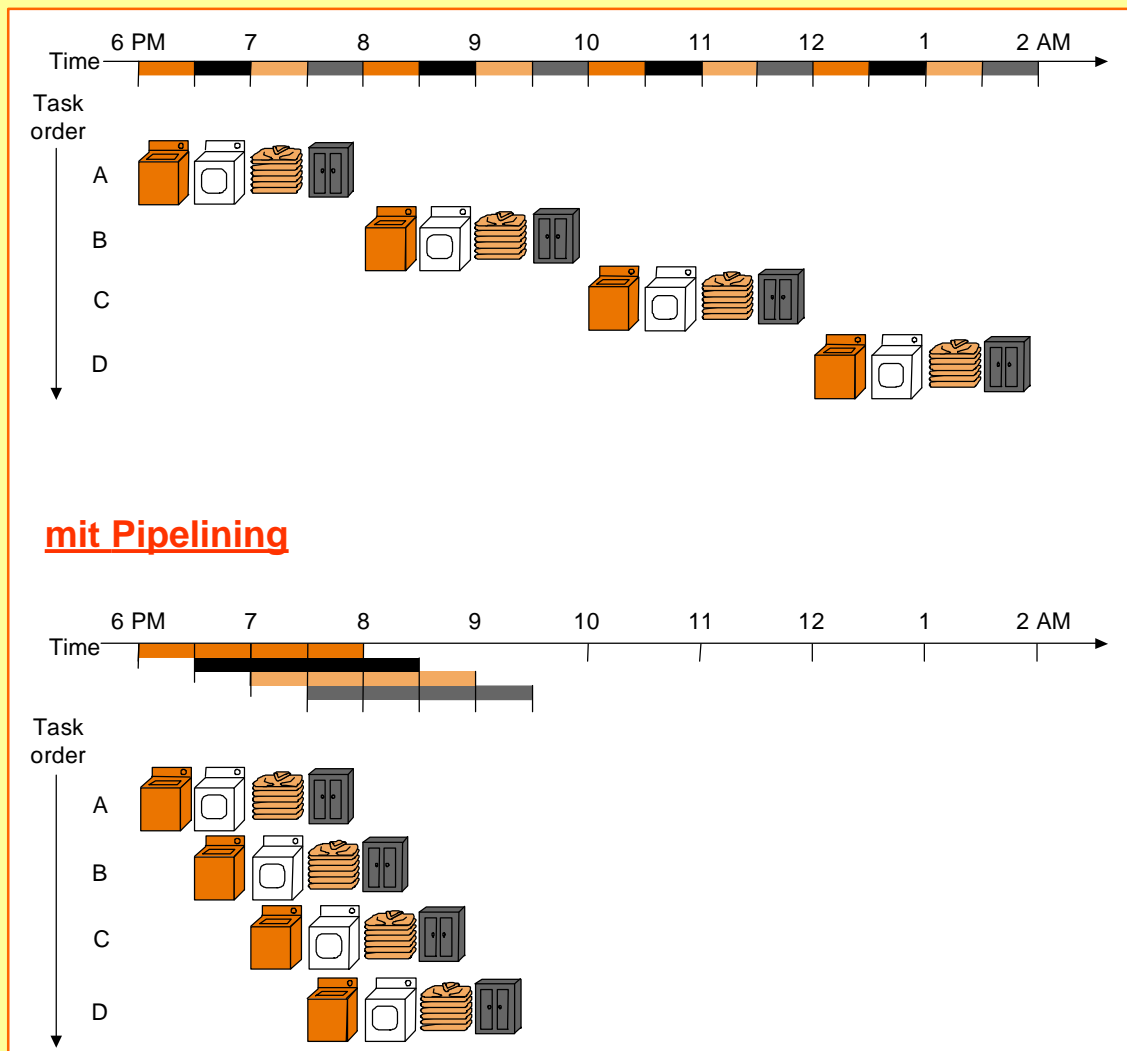 6 PM 7 8 9 10 11 12 1 2 AM
Time
Task
order
A
B
C
D
mit Pipelining
6 PM 7 8 9 10 11 12 1 2 AM
Time
Task
order
A
B
C
D